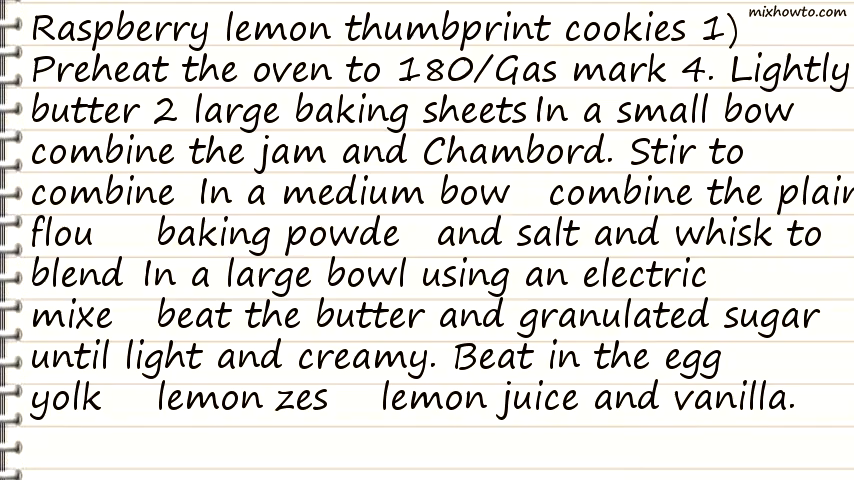 mixhowto.com
Raspberry lemon thumbprint cookies 1)
Preheat the oven to 180/Gas mark 4. Lightly
butter 2 large baking sheets In a small bow
combine the jam and Chambord. Stir to
combine In a medium bow combine the plain
flou baking powde and salt and whisk to
blend In a large bowl using an electric
mixe beat the butter and granulated sugar
until light and creamy. Beat in the egg
yolk lemon zes lemon juice and vanilla.